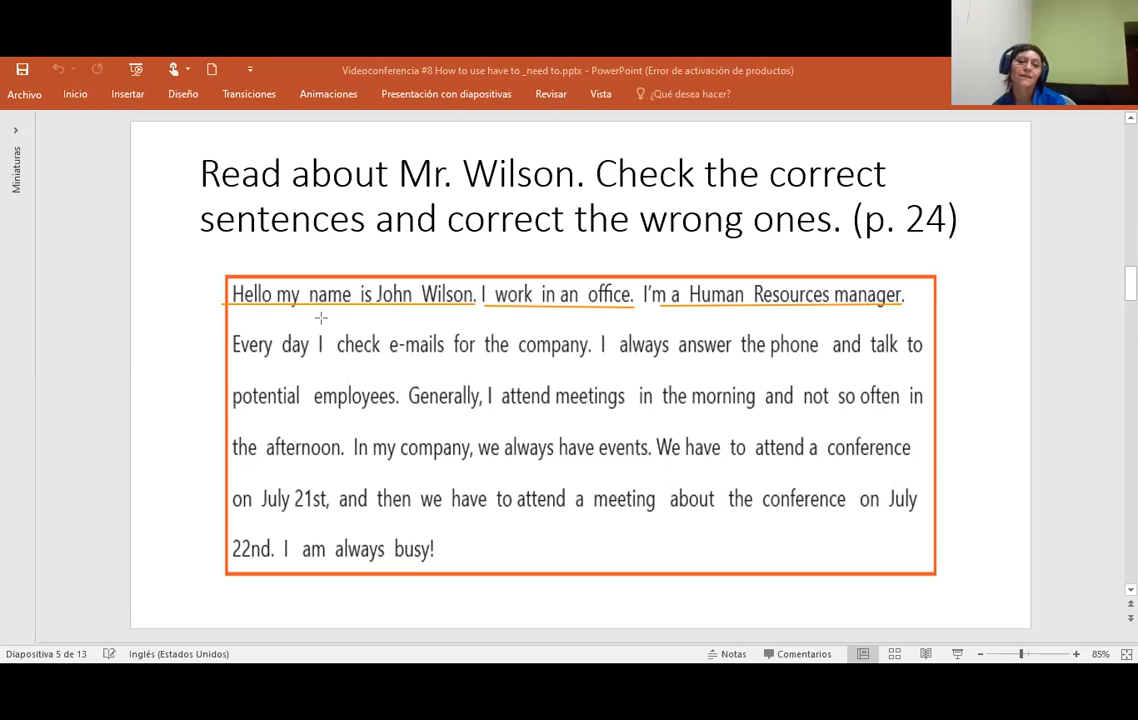 Videoconferencia #8 How to use have to _need to.pptx - PowerPoint (Error de activación de productos)
Archivo Inicio Insertar Diseño Transiciones Animaciones Presentación con diapositivas Revisar Vista ¿Qué desea hacer?
Miniaturas
Read about Mr. Wilson. Check the correct
sentences and correct the wrong ones. (p. 24)
Hello my name is John Wilson. I work in an office. I'm a Human Resources manager.
Every day I check e-mails for the company. I always answer the phone and talk to
potential employees. Generally, I attend meetings in the morning and not so often in
the afternoon. In my company, we always have events. We have to attend a conference
on July 21st, and then we have to attend a meeting about the conference on July
22nd. I am always busy!
Diapositiva 5 de 13 Inglés (Estados Unidos) Notas Comentarios 85%